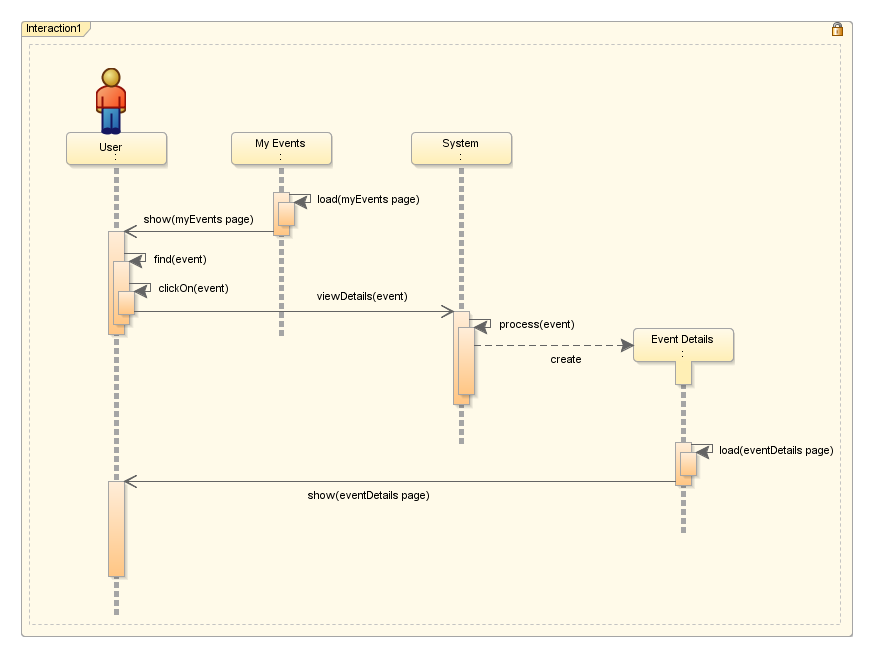 Interaction1
User
:
My Events
:
System
:
load(myEvents page)
show(myEvents page)
find(event)
clickOn(event)
viewDetails(event)
process(event)
Event Details
:
create
load(eventDetails page)
show(eventDetails page)